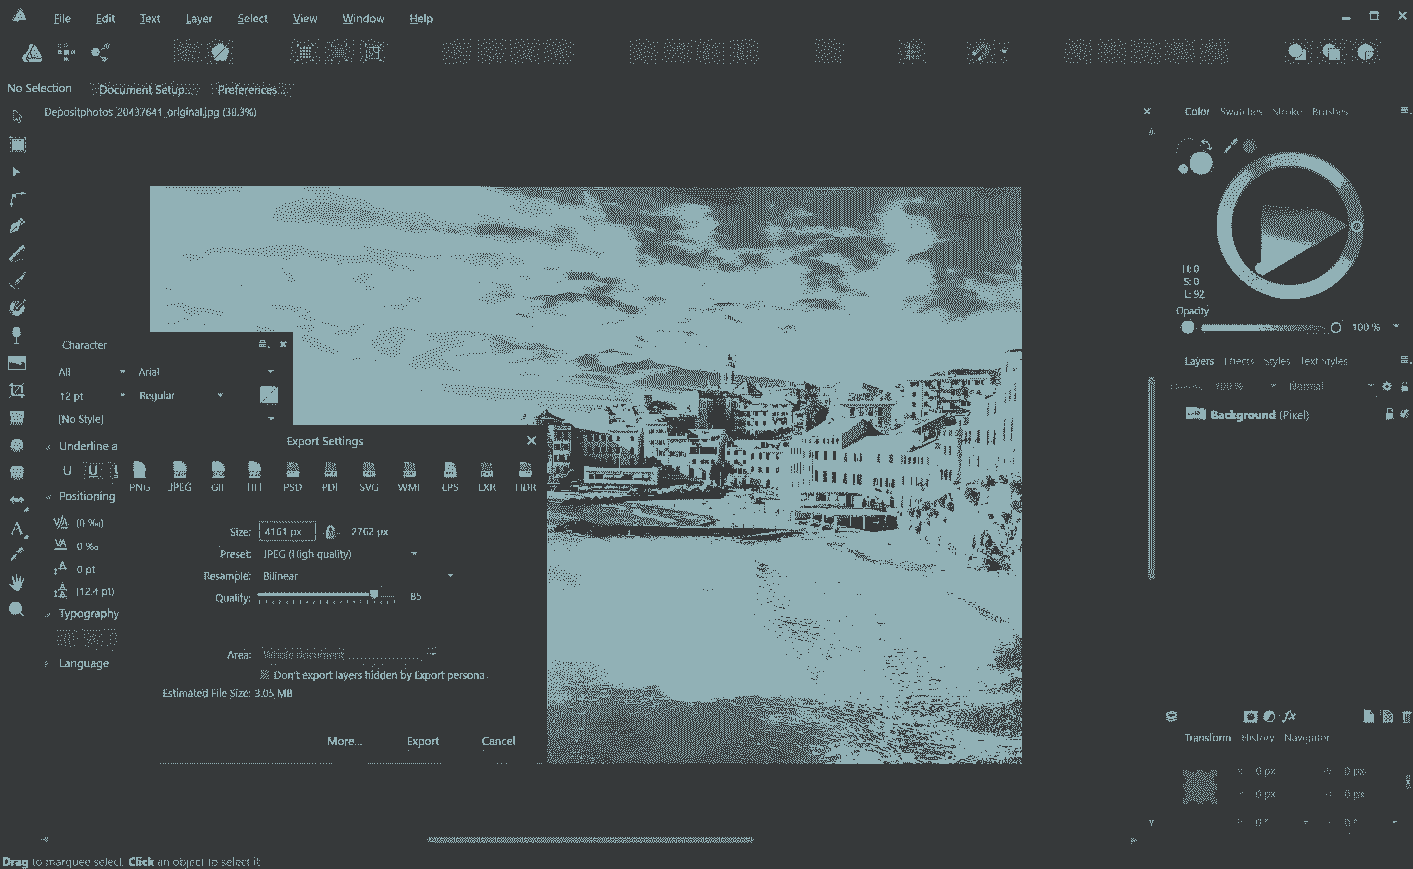 File Edit Text Layer Select View Window Help
No Selection Document Setup... Preferences...
Depositphotos_20437641_original.jpg (38.3%)
Color Swatches Stroke Brushes
H: 0
S: 0
L: 92
Opacity
100 %
Character
All Arial
12 pt Regular
[No Style]
Underline a
U U
Positioning
(0 ‰)
0 ‰
0 pt
[12.4 pt]
Typography
Language
Export Settings
PNG JPEG GIF TIFF PSD PDF SVG WMF EPS EXR HDR
Size: 4161 px 2762 px
Preset: JPEG (High quality)
Resample: Bilinear
Quality: 85
Area: Whole document
Don't export layers hidden by Export persona
Estimated File Size: 3.05 MB
More... Export Cancel
Layers Effects Styles Text Styles
100 % Normal
Background (Pixel)
Transform History Navigator
0 px 0 px
0 px 0 px
0 ° 0 °
Drag to marquee select. Click an object to select it.